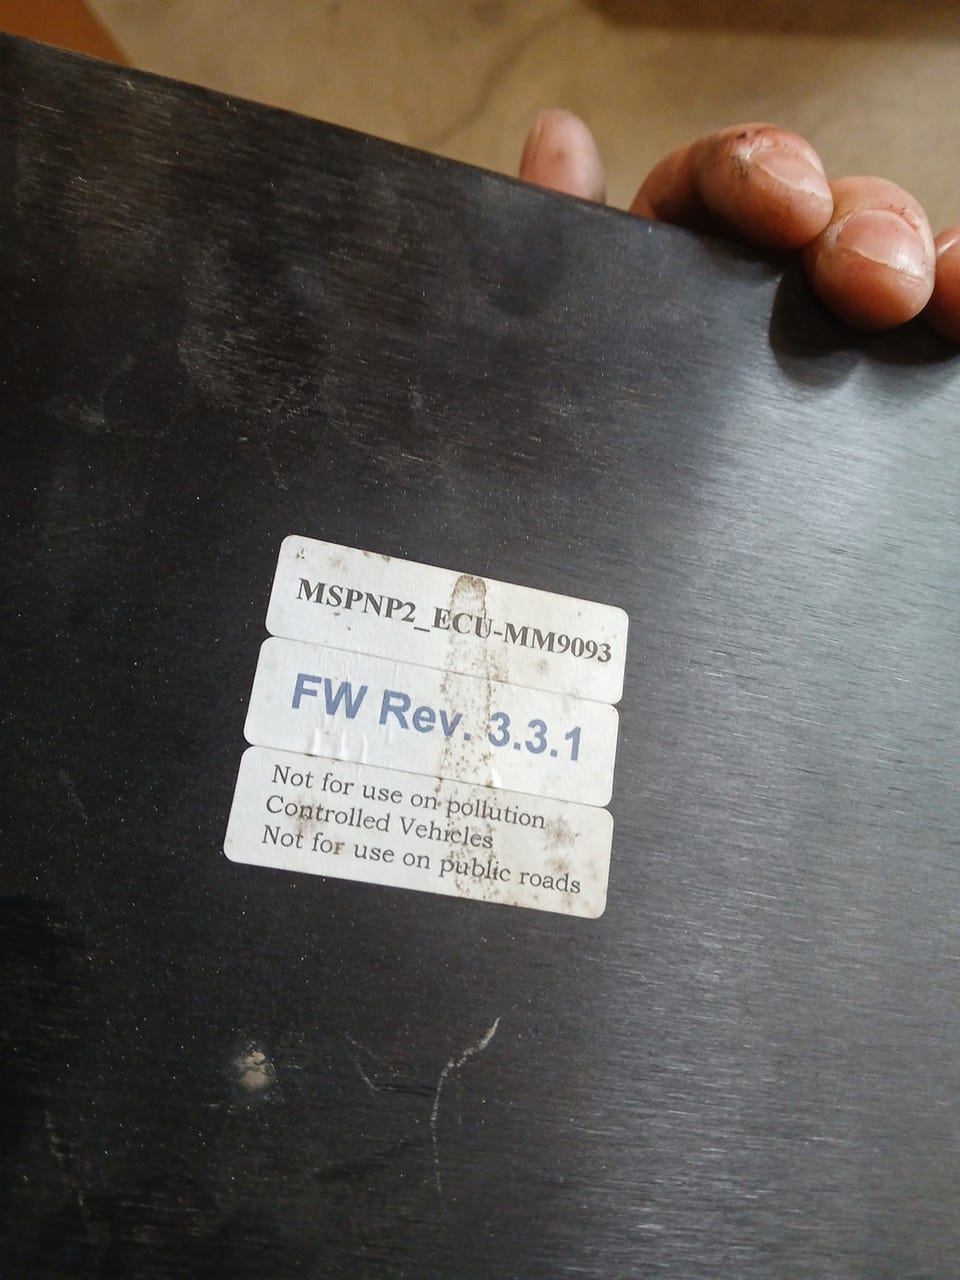 MSPNP2_ECU-MM9093
FW Rev. 3.3.1
Not for use on pollution
Controlled Vehicles
Not for use on public roads